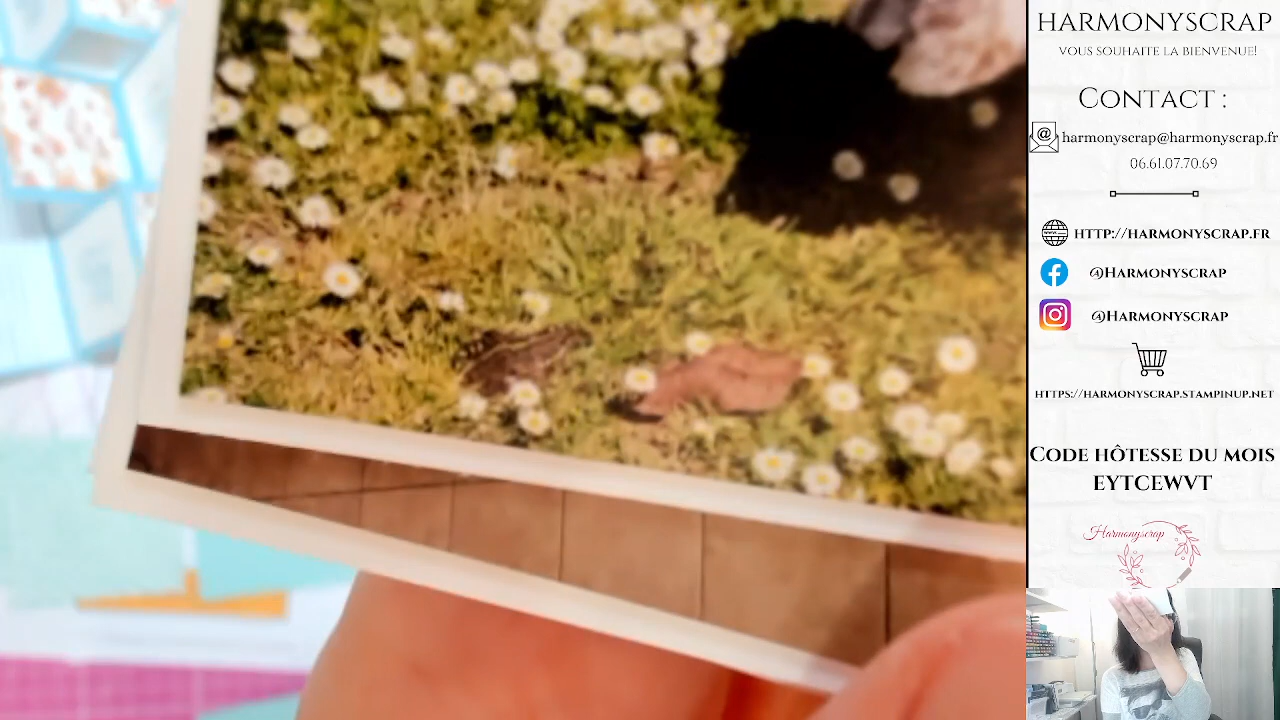 HARMONYSCRAP
VOUS SOUHAITE LA BIENVENUE!
CONTACT :
harmonyscrap@harmonyscrap.fr
06.61.07.70.69
HTTP://HARMONYSCRAP.FR
@HARMONYSCRAP
@HARMONYSCRAP
HTTPS://HARMONYSCRAP.STAMPINUP.NET
CODE HÔTESSE DU MOIS
EYTCEWVT
Harmonyscrap